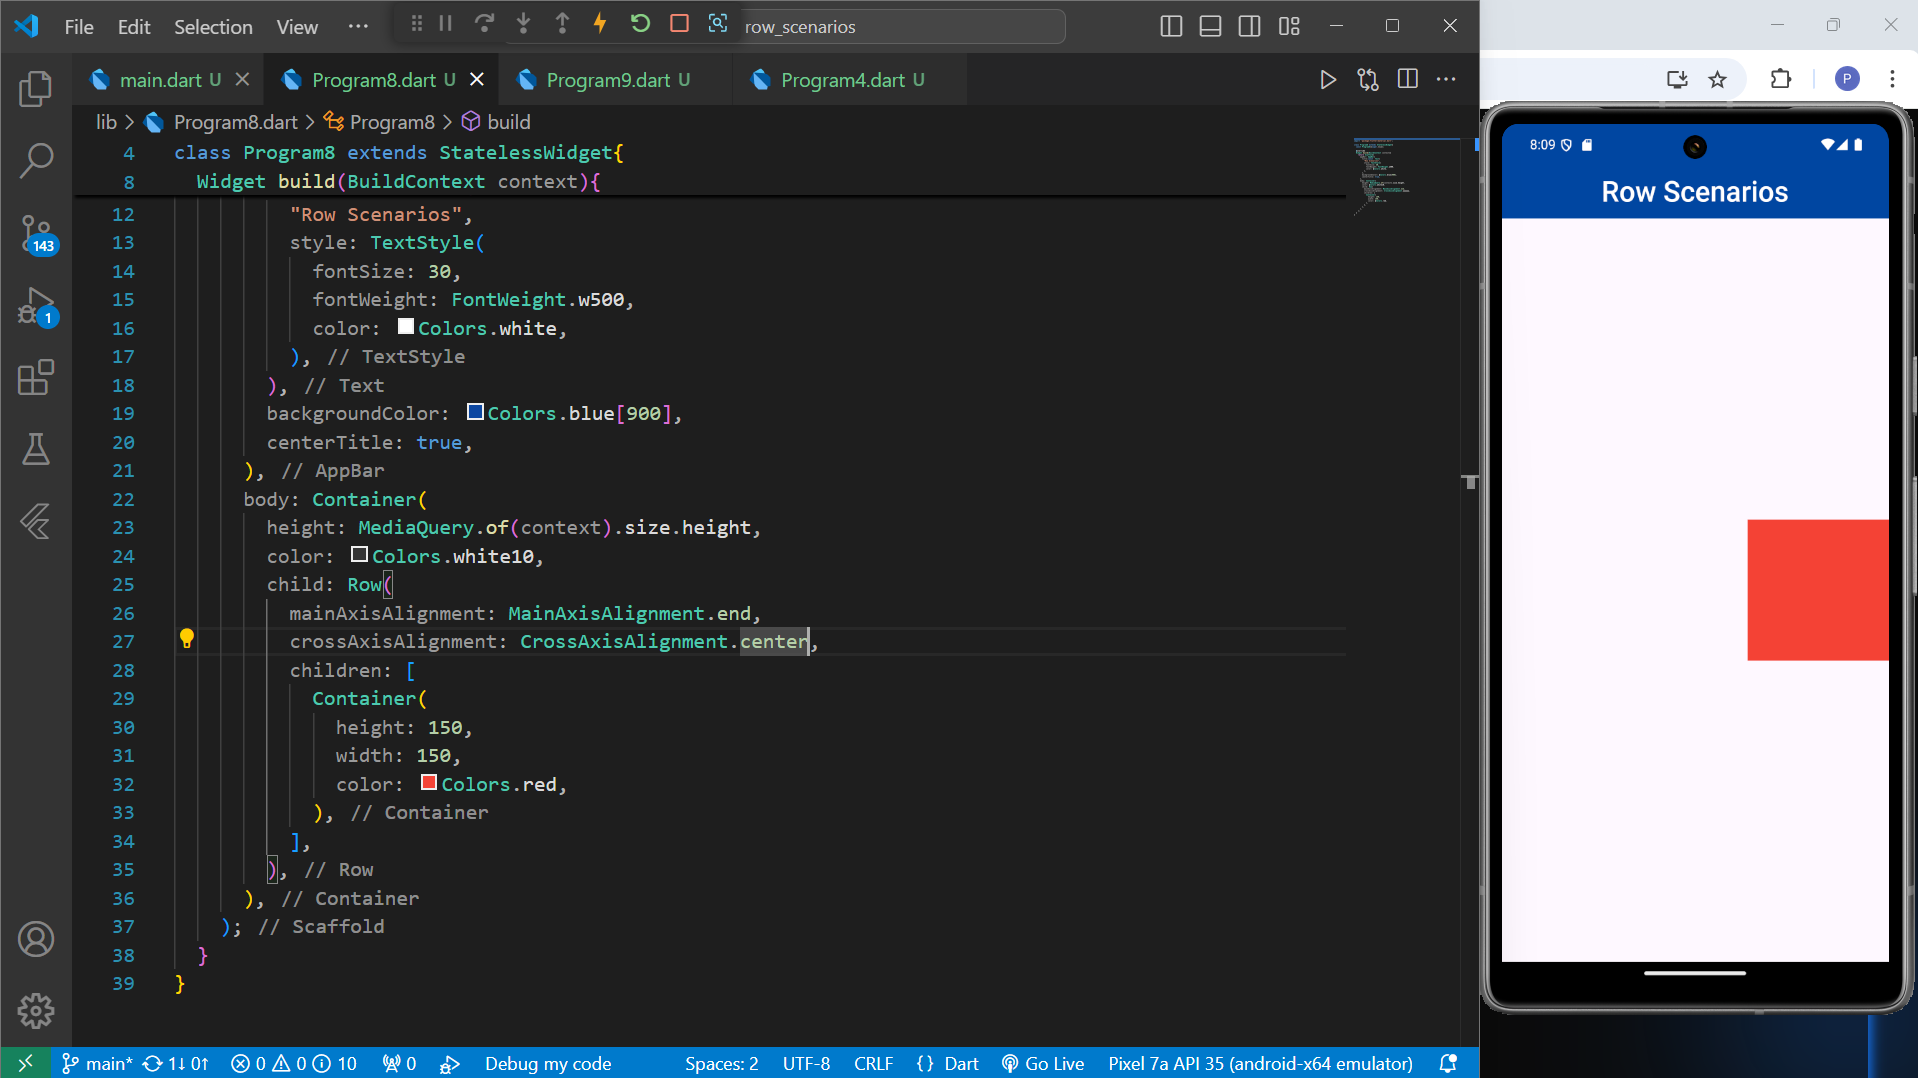 File Edit Selection View ··· row_scenarios
main.dart U Program8.dart U Program9.dart U Program4.dart U
P
lib > Program8.dart > Program8 > build
4 class Program8 extends StatelessWidget{
8 Widget build(BuildContext context){
12 "Row Scenarios",
13 style: TextStyle(
14 fontSize: 30,
15 fontWeight: FontWeight.w500,
16 color: Colors.white,
17 ), // TextStyle
18 ), // Text
19 backgroundColor: Colors.blue[900],
20 centerTitle: true,
21 ), // AppBar
22 body: Container(
23 height: MediaQuery.of(context).size.height,
24 color: Colors.white10,
25 child: Row(
26 mainAxisAlignment: MainAxisAlignment.end,
27 crossAxisAlignment: CrossAxisAlignment.center,
28 children: [
29 Container(
30 height: 150,
31 width: 150,
32 color: Colors.red,
33 ), // Container
34 ],
35 ), // Row
36 ), // Container
37 ); // Scaffold
38 }
39 }
143
1
8:09
Row Scenarios
main* 1↓ 0↑ 0 0 10 0 Debug my code Spaces: 2 UTF-8 CRLF {} Dart Go Live Pixel 7a API 35 (android-x64 emulator)